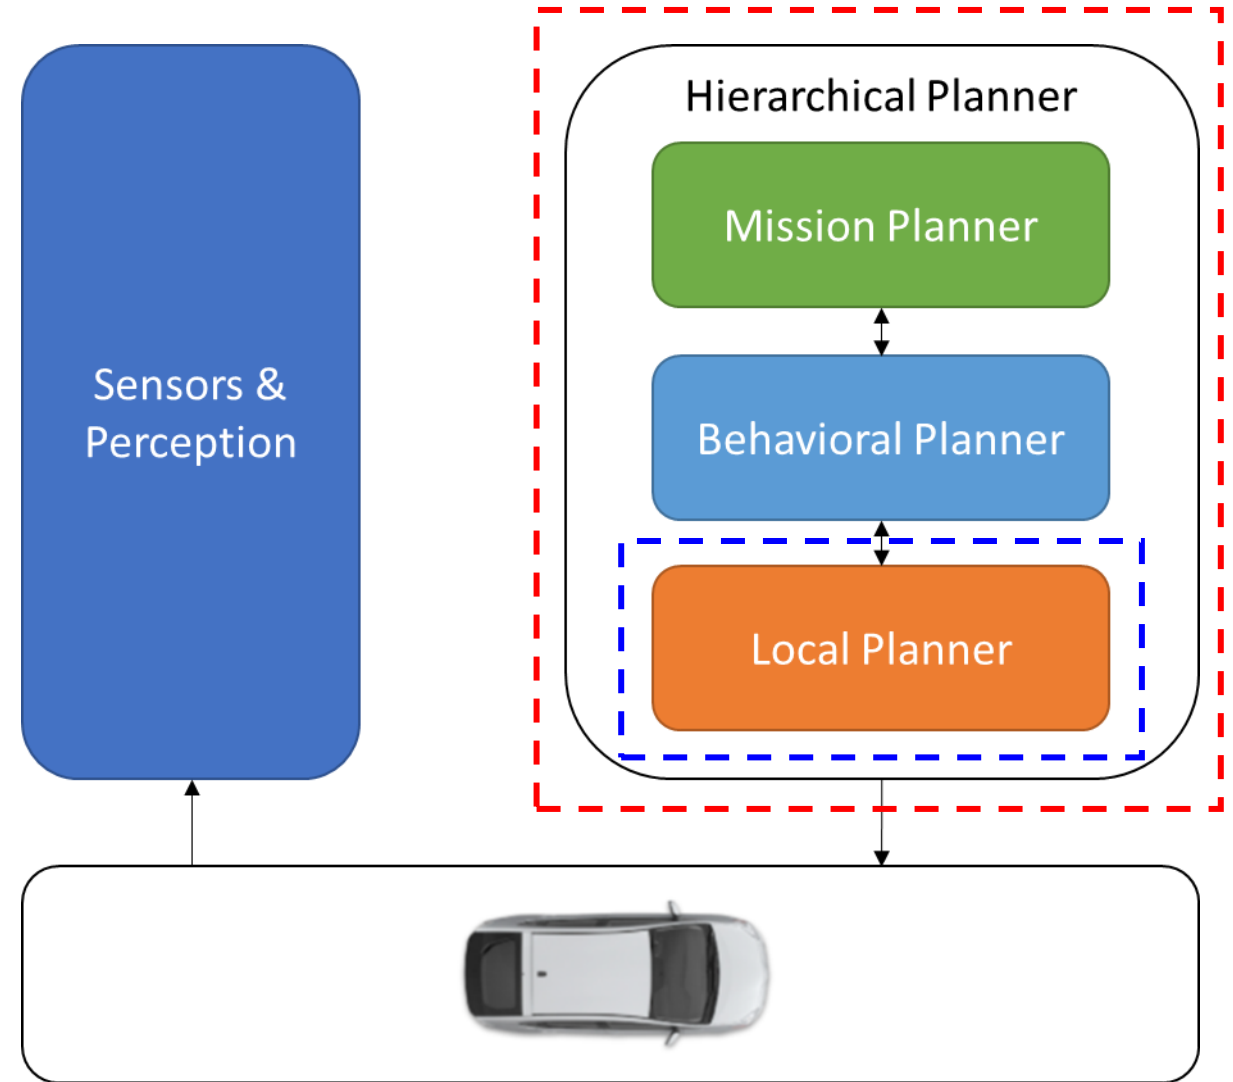 Sensors &
Perception
Hierarchical Planner
Mission Planner
Behavioral Planner
Local Planner